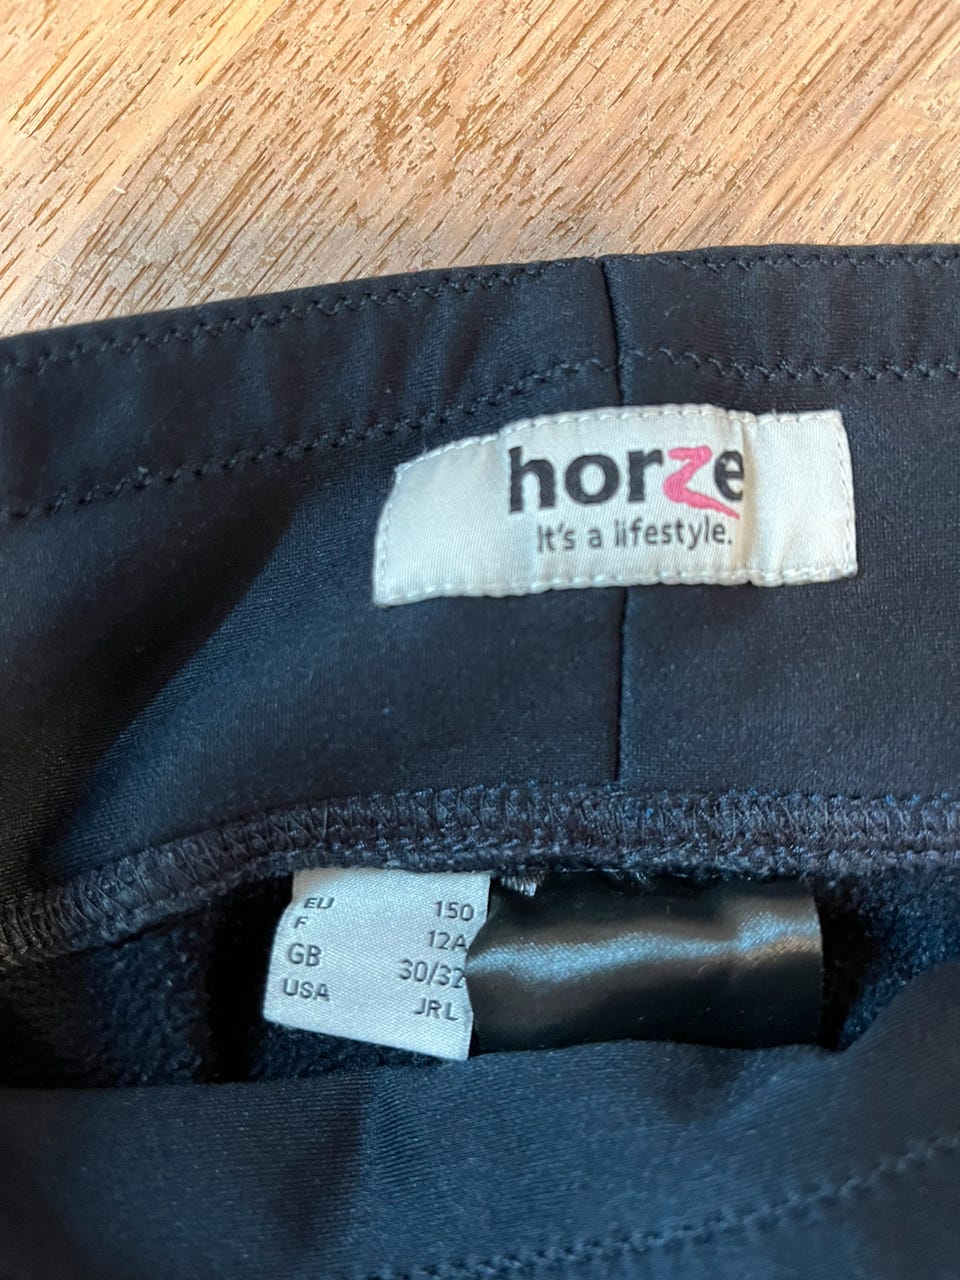 horze
It's a lifestyle.
EU 150
F 12A
GB 30/32
USA JRL